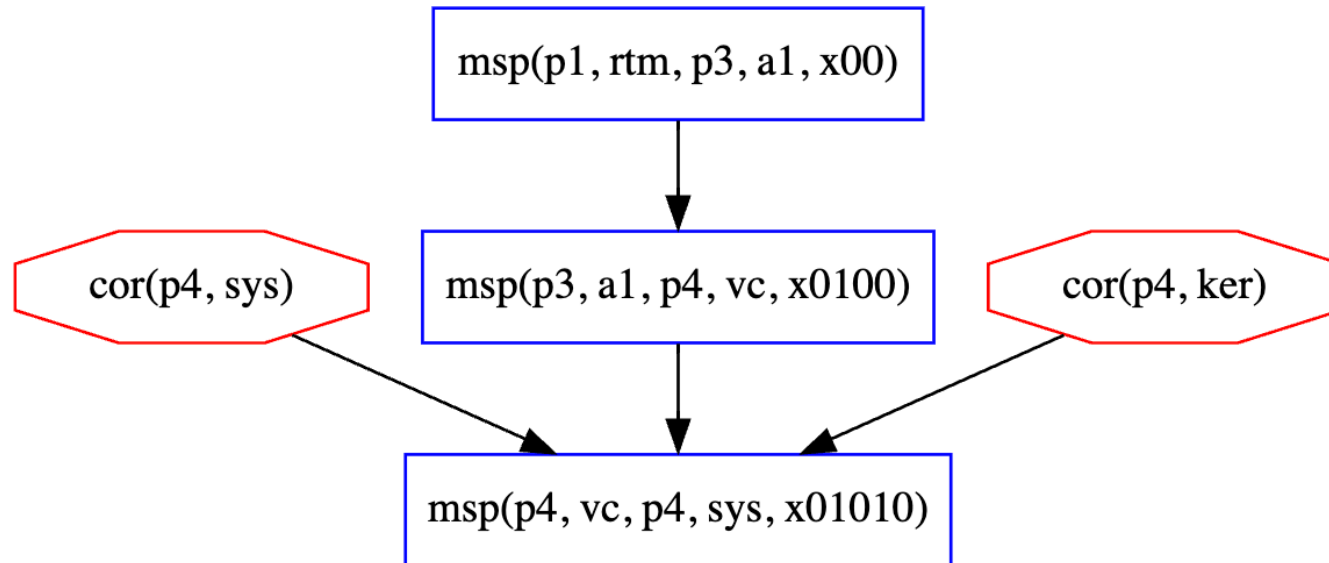 msp(p1, rtm, p3, a1, x00)
cor(p4, sys)
msp(p3, a1, p4, vc, x0100)
cor(p4, ker)
msp(p4, vc, p4, sys, x01010)